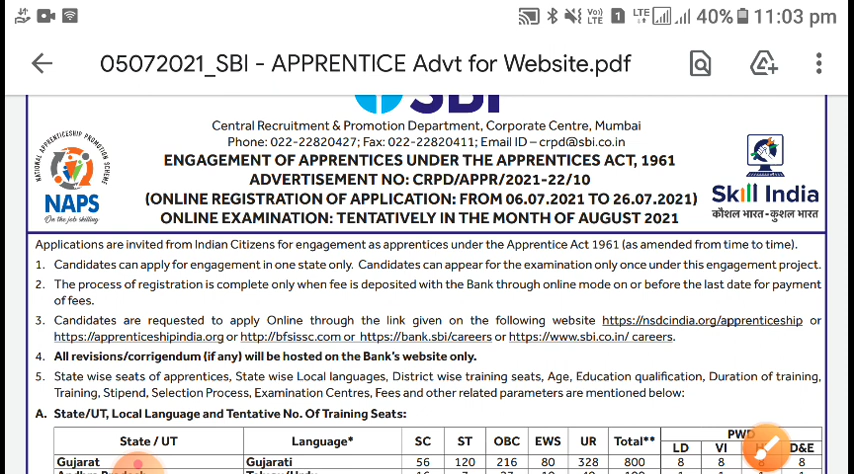 Vo) LTE 1 LTE 40% 11:03 pm
05072021_SBI - APPRENTICE Advt for Website.pdf
SBI
Central Recruitment & Promotion Department, Corporate Centre, Mumbai
Phone: 022-22820427; Fax: 022-22820411; Email ID – crpd@sbi.co.in
ENGAGEMENT OF APPRENTICES UNDER THE APPRENTICES ACT, 1961
ADVERTISEMENT NO: CRPD/APPR/2021-22/10
(ONLINE REGISTRATION OF APPLICATION: FROM 06.07.2021 TO 26.07.2021)
ONLINE EXAMINATION: TENTATIVELY IN THE MONTH OF AUGUST 2021
NATIONAL APPRENTICESHIP PROMOTION SCHEME
NAPS
On the job skilling
Skill India
कौशल भारत-कुशल भारत
Applications are invited from Indian Citizens for engagement as apprentices under the Apprentice Act 1961 (as amended from time to time).
1. Candidates can apply for engagement in one state only. Candidates can appear for the examination only once under this engagement project.
2. The process of registration is complete only when fee is deposited with the Bank through online mode on or before the last date for payment
of fees.
3. Candidates are requested to apply Online through the link given on the following website https://nsdcindia.org/apprenticeship or
https://apprenticeshipindia.org or http://bfsissc.com or https://bank.sbi/careers or https://www.sbi.co.in/ careers.
4. All revisions/corrigendum (if any) will be hosted on the Bank's website only.
5. State wise seats of apprentices, State wise Local languages, District wise training seats, Age, Education qualification, Duration of training,
Training, Stipend, Selection Process, Examination Centres, Fees and other related parameters are mentioned below:
A. State/UT, Local Language and Tentative No. Of Training Seats:
State / UT Language* SC ST OBC EWS UR Total** PWD
LD VI D&E
Gujarat Gujarati 56 120 216 80 328 800 8 8 8 8